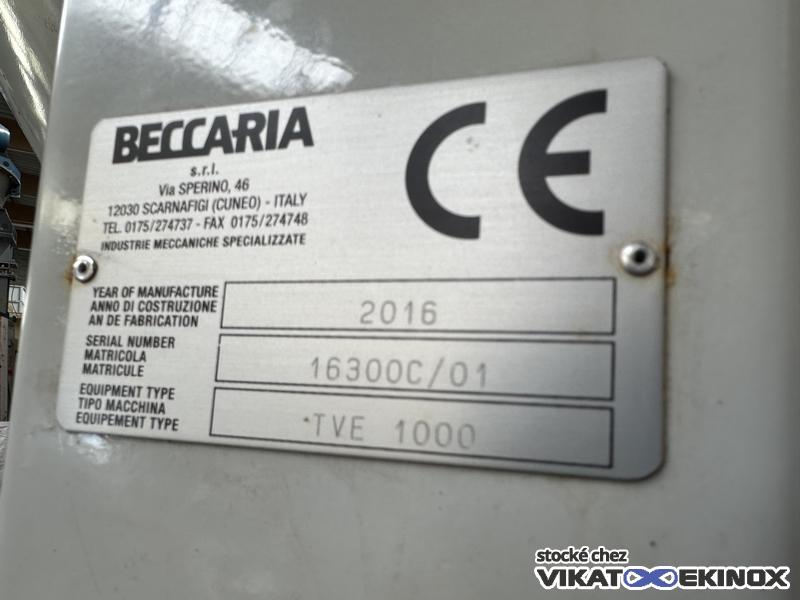 BECCARIA
s.r.l.
Via SPERINO, 46
12030 SCARNAFIGI (CUNEO) - ITALY
TEL. 0175/274737 - FAX 0175/274748
INDUSTRIE MECCANICHE SPECIALIZZATE
CE
YEAR OF MANUFACTURE
ANNO DI COSTRUZIONE
AN DE FABRICATION
2016
SERIAL NUMBER
MATRICOLA
MATRICULE
16300C/01
EQUIPMENT TYPE
TIPO MACCHINA
EQUIPEMENT TYPE
TVE 1000
stocké chez
VIKATEKINOX